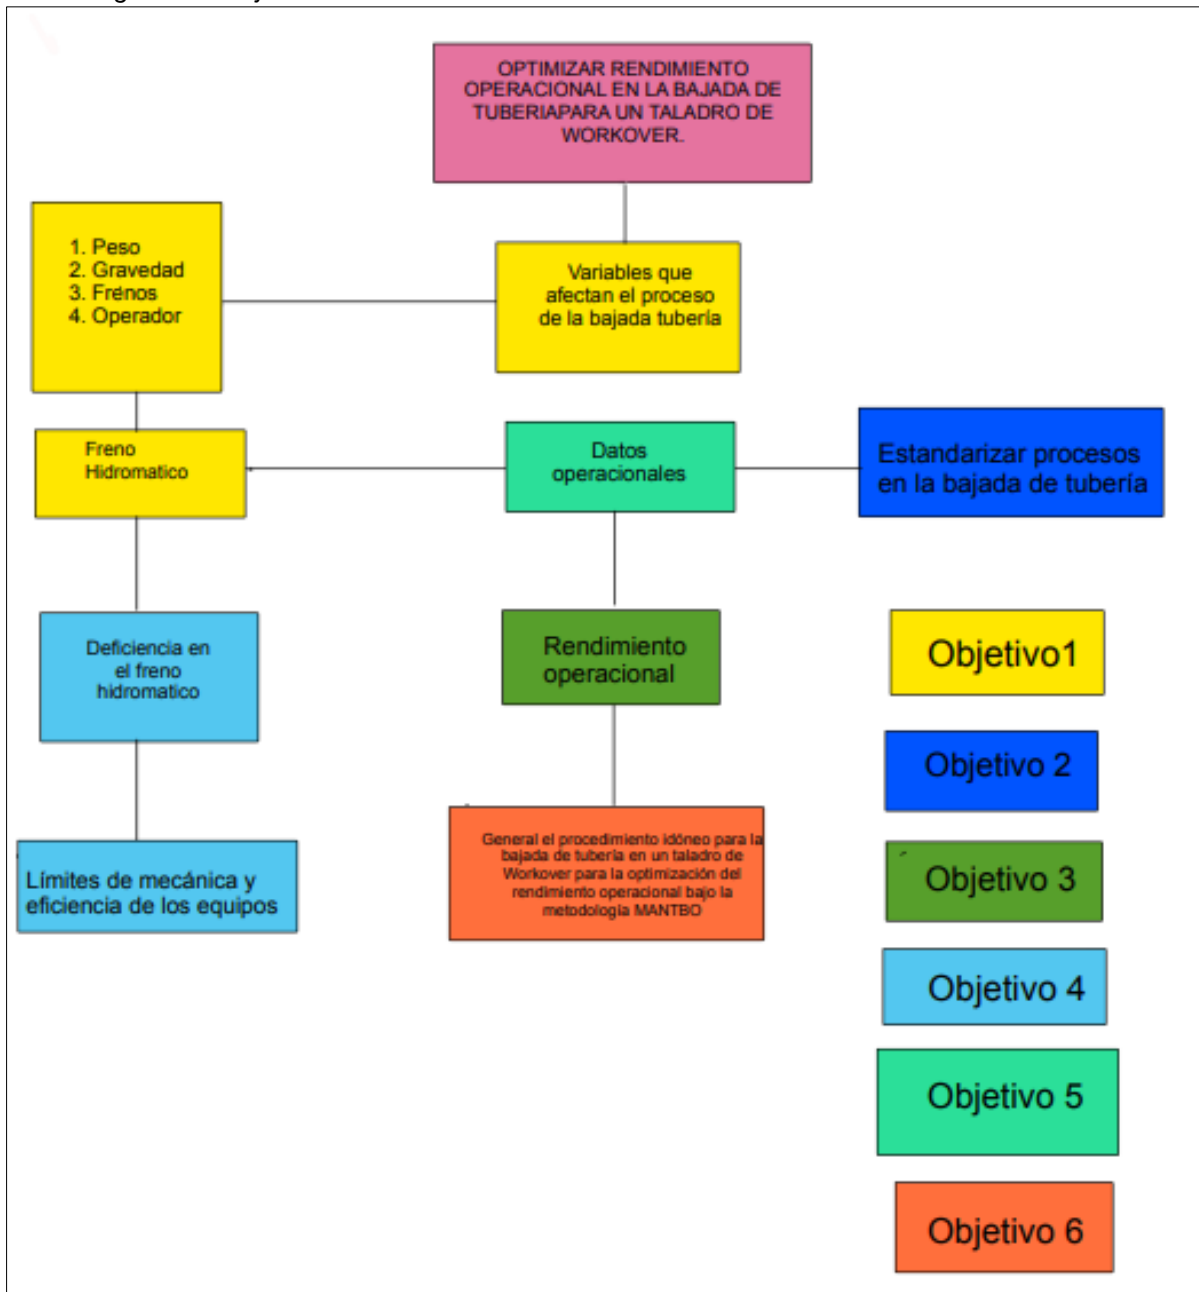 OPTIMIZAR RENDIMIENTO
OPERACIONAL EN LA BAJADA DE
TUBERIAPARA UN TALADRO DE
WORKOVER.
1. Peso
2. Gravedad
3. Frénos
4. Operador
Variables que
afectan el proceso
de la bajada tubería
Freno
Hidromatico
Datos
operacionales
Estandarizar procesos
en la bajada de tubería
Deficiencia en
el freno
hidromatico
Rendimiento
operacional
Límites de mecánica y
eficiencia de los equipos
General el procedimiento idóneo para la
bajada de tubería en un taladro de
Workover para la optimización del
rendimiento operacional bajo la
metodología MANTBO
Objetivo1
Objetivo 2
Objetivo 3
Objetivo 4
Objetivo 5
Objetivo 6